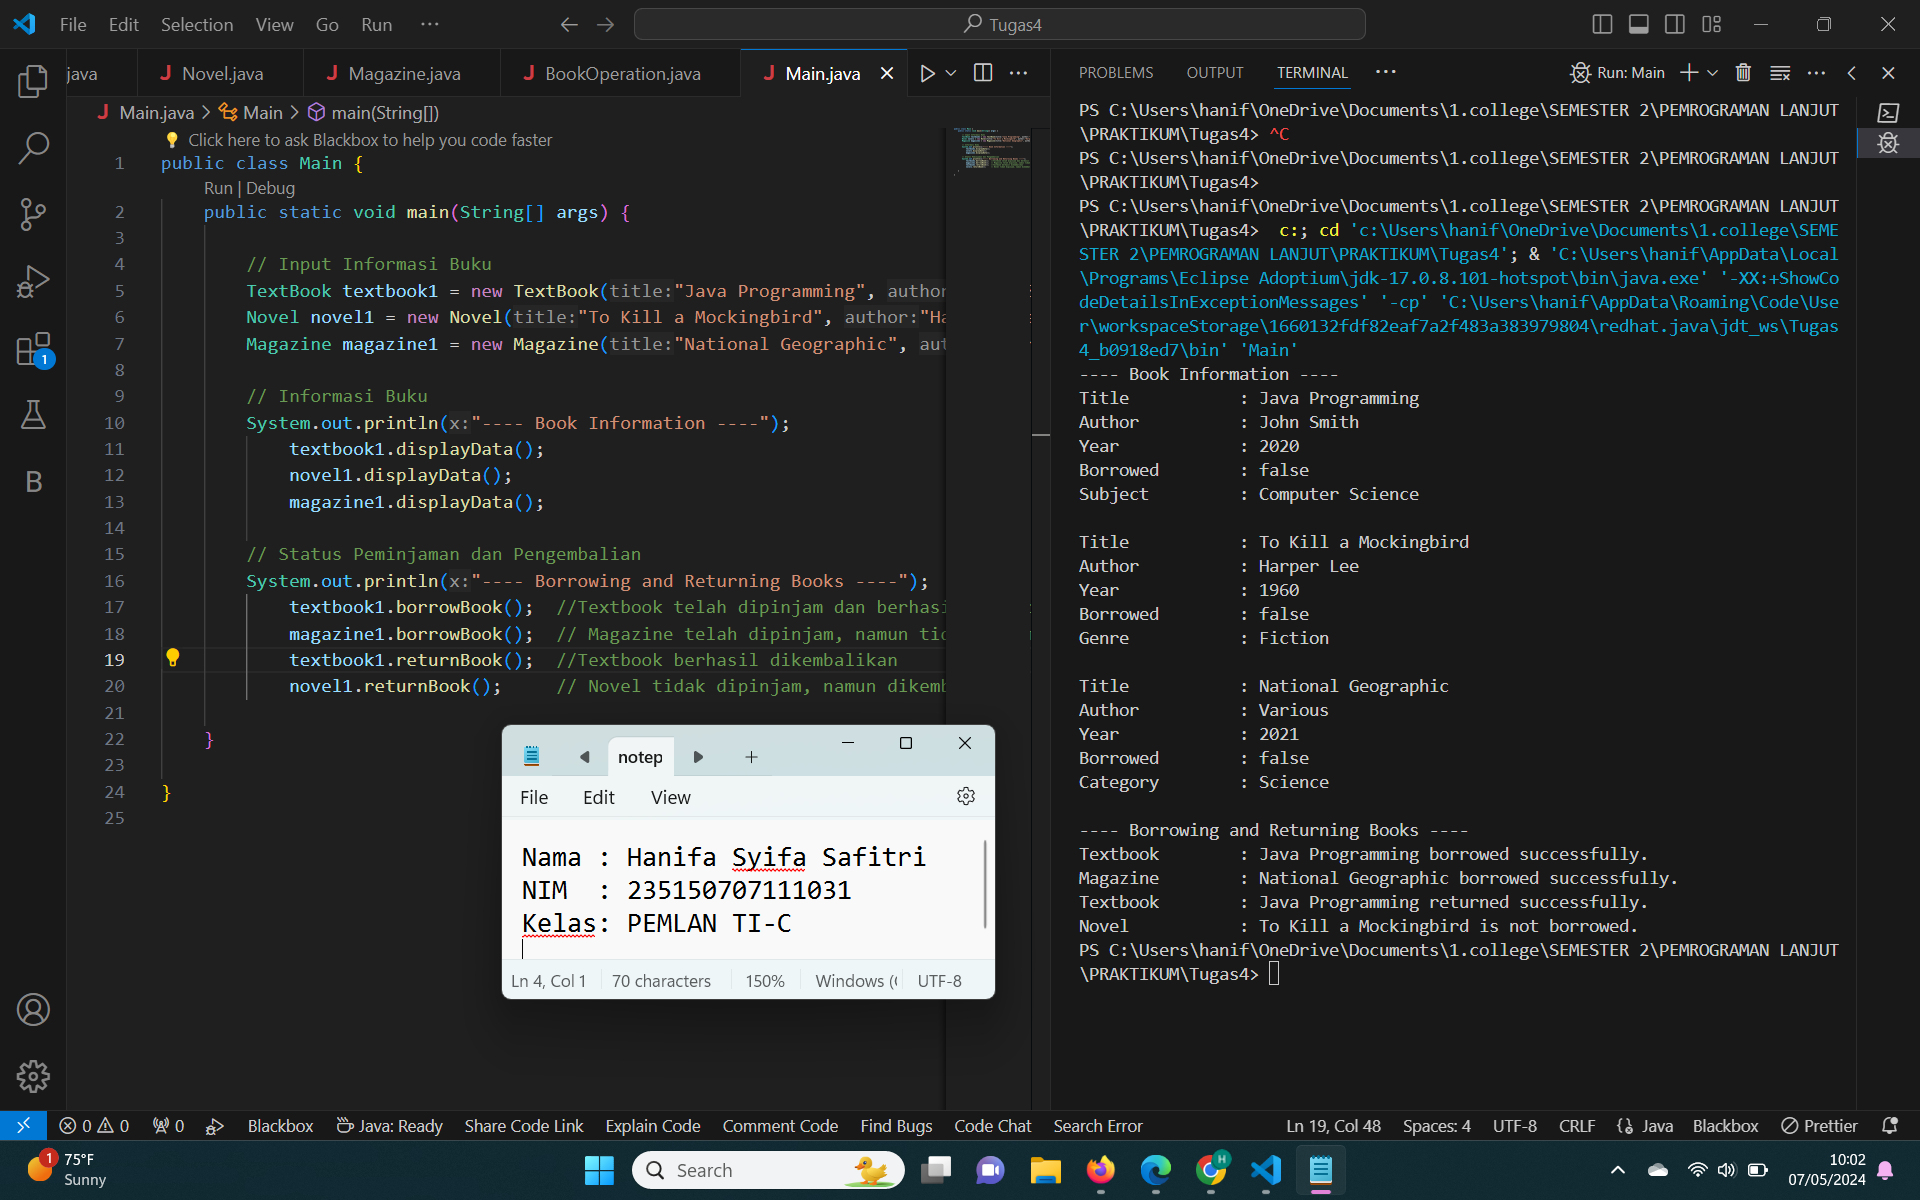 File Edit Selection View Go Run ··· Tugas4
java Novel.java Magazine.java BookOperation.java Main.java
Main.java > Main > main(String[])
Click here to ask Blackbox to help you code faster
1 public class Main {
Run | Debug
2 public static void main(String[] args) {
3
4 // Input Informasi Buku
5 TextBook textbook1 = new TextBook(title:"Java Programming", author
6 Novel novel1 = new Novel(title:"To Kill a Mockingbird", author:"Ha
7 Magazine magazine1 = new Magazine(title:"National Geographic", aut
8
9 // Informasi Buku
10 System.out.println(x:"---- Book Information ----");
11 textbook1.displayData();
12 novel1.displayData();
13 magazine1.displayData();
14
15 // Status Peminjaman dan Pengembalian
16 System.out.println(x:"---- Borrowing and Returning Books ----");
17 textbook1.borrowBook(); //Textbook telah dipinjam dan berhasi
18 magazine1.borrowBook(); // Magazine telah dipinjam, namun tid
19 textbook1.returnBook(); //Textbook berhasil dikembalikan
20 novel1.returnBook(); // Novel tidak dipinjam, namun dikemb
21
22 }
23
24 }
25
PROBLEMS OUTPUT TERMINAL ··· Run: Main
PS C:\Users\hanif\OneDrive\Documents\1.college\SEMESTER 2\PEMROGRAMAN LANJUT
\PRAKTIKUM\Tugas4> ^C
PS C:\Users\hanif\OneDrive\Documents\1.college\SEMESTER 2\PEMROGRAMAN LANJUT
\PRAKTIKUM\Tugas4>
PS C:\Users\hanif\OneDrive\Documents\1.college\SEMESTER 2\PEMROGRAMAN LANJUT
\PRAKTIKUM\Tugas4> c:; cd 'c:\Users\hanif\OneDrive\Documents\1.college\SEME
STER 2\PEMROGRAMAN LANJUT\PRAKTIKUM\Tugas4'; & 'C:\Users\hanif\AppData\Local
\Programs\Eclipse Adoptium\jdk-17.0.8.101-hotspot\bin\java.exe' '-XX:+ShowCo
deDetailsInExceptionMessages' '-cp' 'C:\Users\hanif\AppData\Roaming\Code\Use
r\workspaceStorage\1660132fdf82eaf7a2f483a383979804\redhat.java\jdt_ws\Tugas
4_b0918ed7\bin' 'Main'
---- Book Information ----
Title : Java Programming
Author : John Smith
Year : 2020
Borrowed : false
Subject : Computer Science
Title : To Kill a Mockingbird
Author : Harper Lee
Year : 1960
Borrowed : false
Genre : Fiction
Title : National Geographic
Author : Various
Year : 2021
Borrowed : false
Category : Science
---- Borrowing and Returning Books ----
Textbook : Java Programming borrowed successfully.
Magazine : National Geographic borrowed successfully.
Textbook : Java Programming returned successfully.
Novel : To Kill a Mockingbird is not borrowed.
PS C:\Users\hanif\OneDrive\Documents\1.college\SEMESTER 2\PEMROGRAMAN LANJUT
\PRAKTIKUM\Tugas4>
notep
File Edit View
Nama : Hanifa Syifa Safitri
NIM : 235150707111031
Kelas: PEMLAN TI-C
Ln 4, Col 1 70 characters 150% Windows ( UTF-8
1
B
0 0 0 Blackbox Java: Ready Share Code Link Explain Code Comment Code Find Bugs Code Chat Search Error Ln 19, Col 48 Spaces: 4 UTF-8 CRLF Java Blackbox Prettier
1 75°F
Sunny
Search
H
10:02
07/05/2024